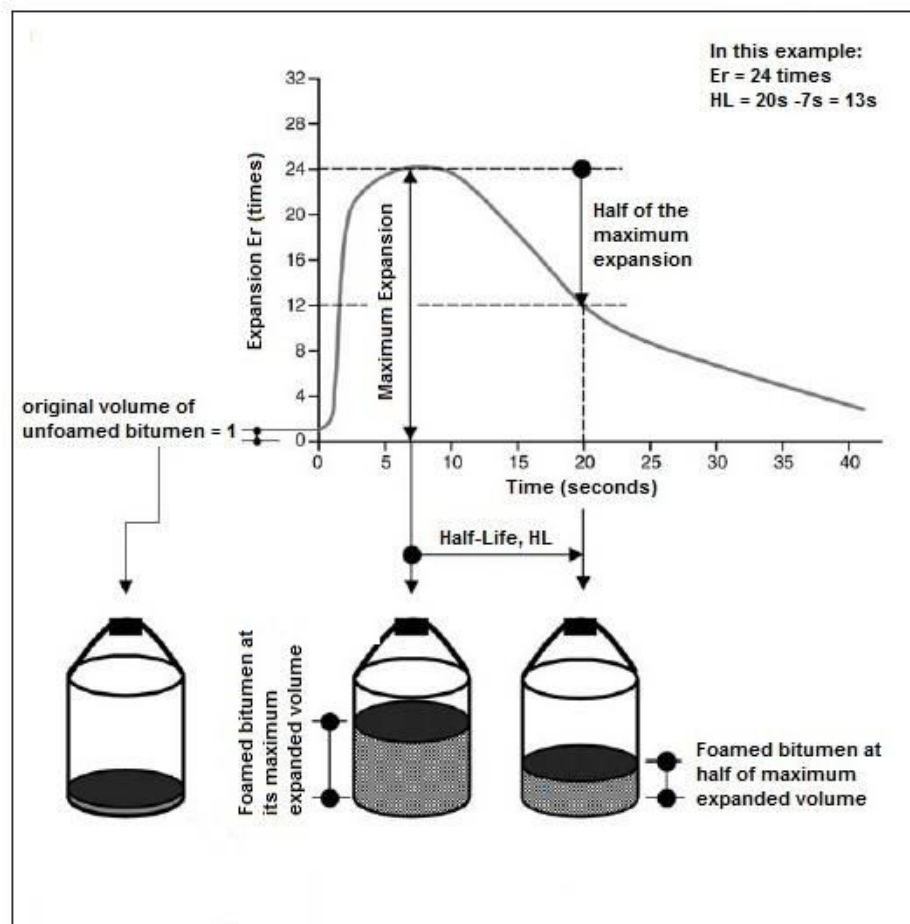 In this example:
Er = 24 times
HL = 20s -7s = 13s
Expansion Er (times)
32
28
24
20
16
12
8
4
0
Maximum Expansion
Half of the
maximum
expansion
original volume of
unfoamed bitumen = 1
0
5
10
15
20
25
30
35
40
Time (seconds)
Half-Life, HL
Foamed bitumen at
its maximum
expanded volume
Foamed bitumen at
half of maximum
expanded volume